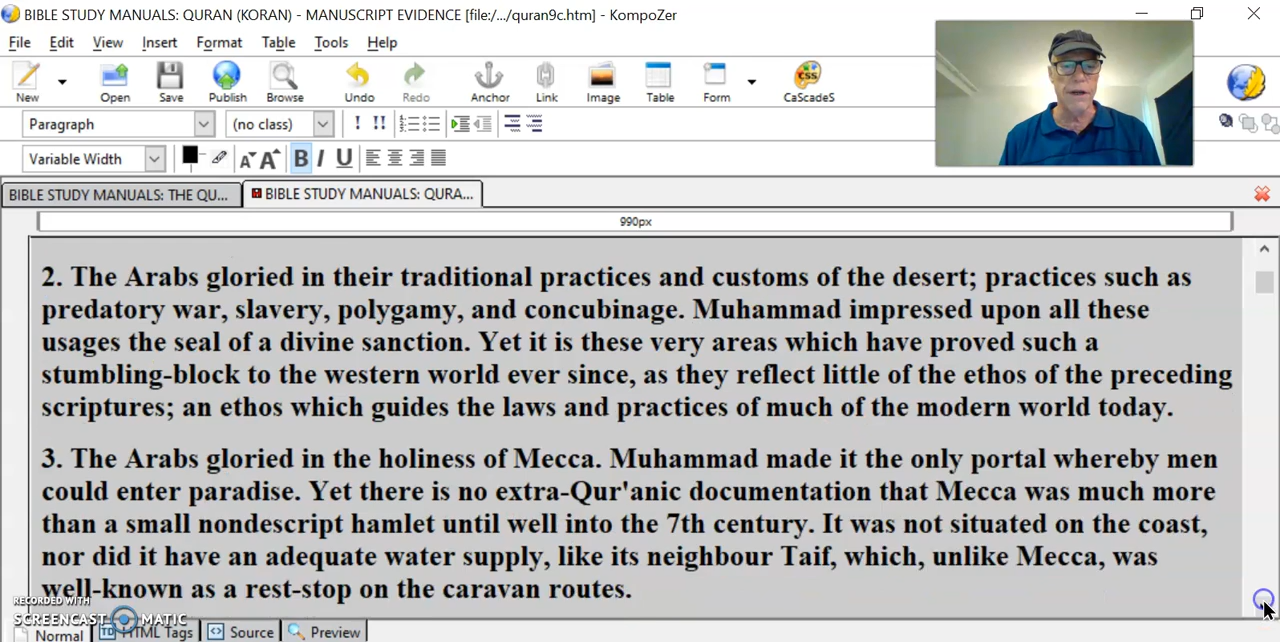 BIBLE STUDY MANUALS: QURAN (KORAN) - MANUSCRIPT EVIDENCE [file:/.../quran9c.htm] - KompoZer
File Edit View Insert Format Table Tools Help
New Open Save Publish Browse Undo Redo Anchor Link Image Table Form CaScadeS
Paragraph (no class)
Variable Width
BIBLE STUDY MANUALS: THE QU... BIBLE STUDY MANUALS: QURA...
990px
2. The Arabs gloried in their traditional practices and customs of the desert; practices such as
predatory war, slavery, polygamy, and concubinage. Muhammad impressed upon all these
usages the seal of a divine sanction. Yet it is these very areas which have proved such a
stumbling-block to the western world ever since, as they reflect little of the ethos of the preceding
scriptures; an ethos which guides the laws and practices of much of the modern world today.
3. The Arabs gloried in the holiness of Mecca. Muhammad made it the only portal whereby men
could enter paradise. Yet there is no extra-Qur'anic documentation that Mecca was much more
than a small nondescript hamlet until well into the 7th century. It was not situated on the coast,
nor did it have an adequate water supply, like its neighbour Taif, which, unlike Mecca, was
well-known as a rest-stop on the caravan routes.
RECORDED WITH
SCREENCAST MATIC
Normal HTML Tags Source Preview